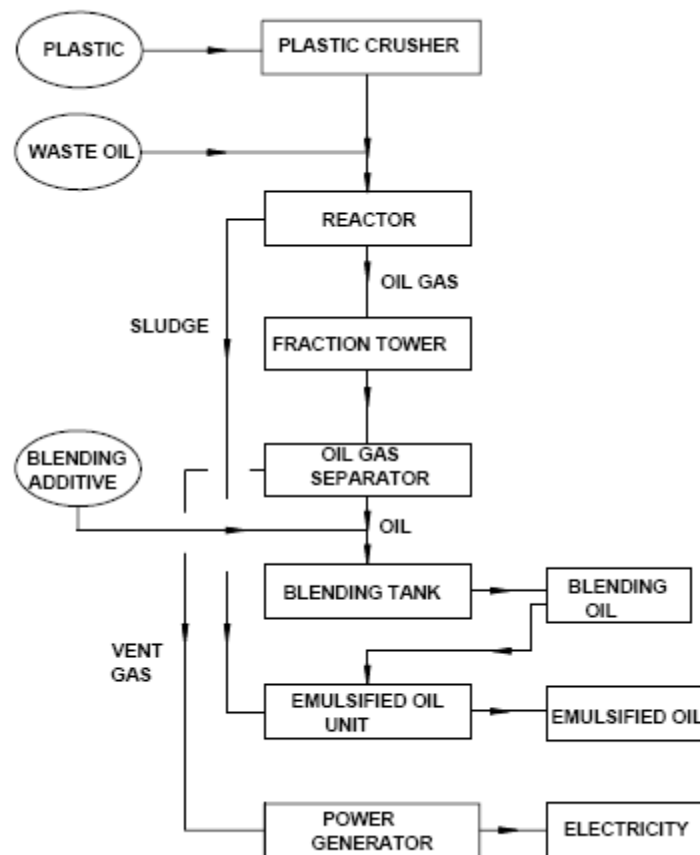 PLASTIC
PLASTIC CRUSHER
WASTE OIL
REACTOR
OIL GAS
SLUDGE
FRACTION TOWER
BLENDING
ADDITIVE
OIL GAS
SEPARATOR
OIL
BLENDING TANK
BLENDING
OIL
VENT
GAS
EMULSIFIED OIL
UNIT
EMULSIFIED OIL
POWER
GENERATOR
ELECTRICITY